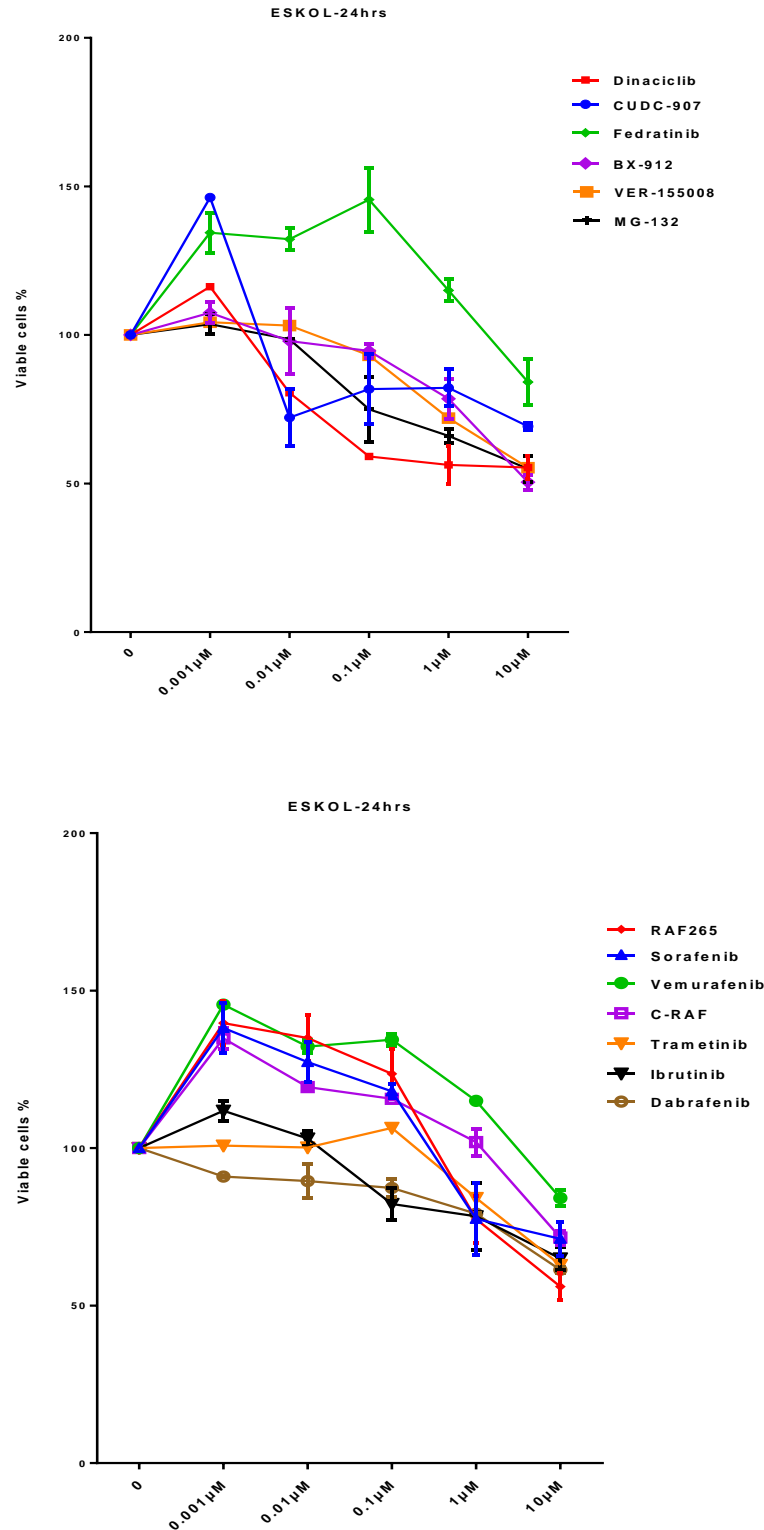 ESKOL-24hrs
200
150
100
50
0
Viable cells %
0
0.001µM
0.01µM
0.1µM
1µM
10µM
Dinaciclib
CUDC-907
Fedratinib
BX-912
VER-155008
MG-132
ESKOL-24hrs
200
150
100
50
0
Viable cells %
0
0.001µM
0.01µM
0.1µM
1µM
10µM
RAF265
Sorafenib
Vemurafenib
C-RAF
Trametinib
Ibrutinib
Dabrafenib